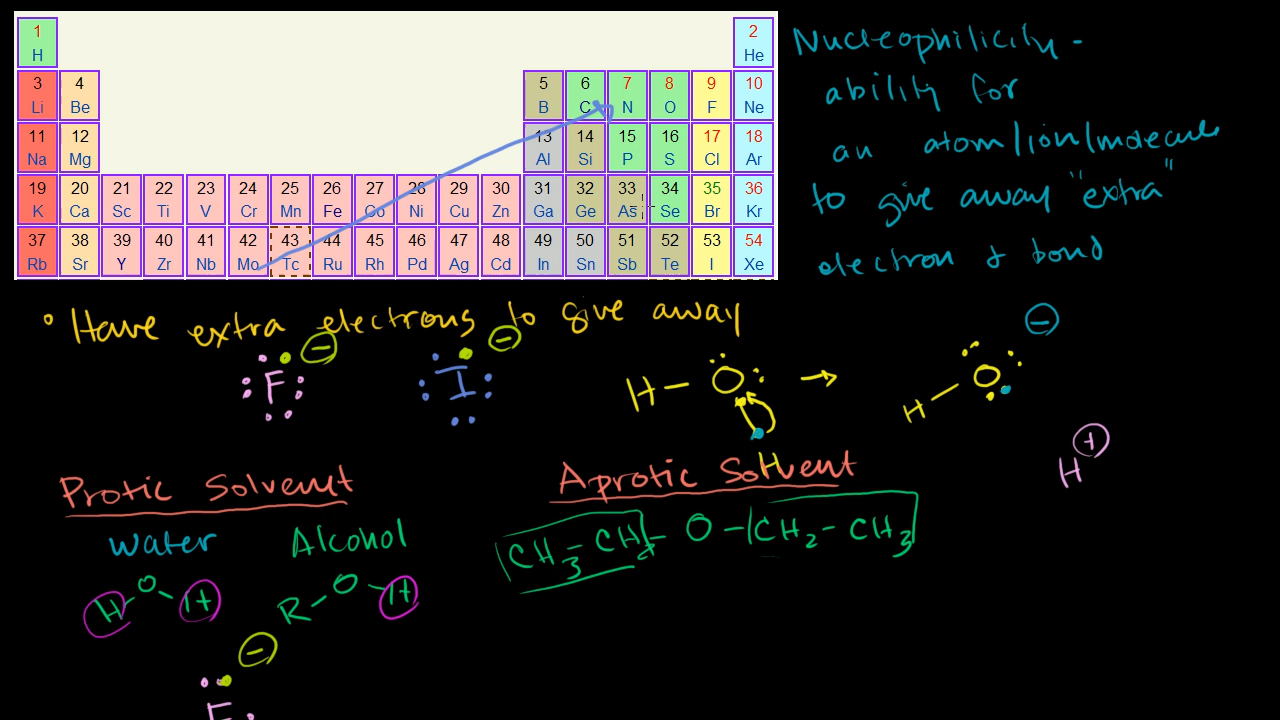 1 2
H He
3 4 5 6 7 8 9 10
Li Be B C N O F Ne
11 12 13 14 15 16 17 18
Na Mg Al Si P S Cl Ar
19 20 21 22 23 24 25 26 27 28 29 30 31 32 33 34 35 36
K Ca Sc Ti V Cr Mn Fe Co Ni Cu Zn Ga Ge As Se Br Kr
37 38 39 40 41 42 43 44 45 46 47 48 49 50 51 52 53 54
Rb Sr Y Zr Nb Mo Tc Ru Rh Pd Ag Cd In Sn Sb Te I Xe
Nucleophilicity -
ability for
an atom/ion/molecule
to give away "extra"
electron & bond
• Have extra electrons to give away
F − I − H − O → H − O −
H
H +
Protic Solvent
Water Alcohol
H-O-H R-O-H
F −
Aprotic Solvent
CH3-CH2-O-CH2-CH3